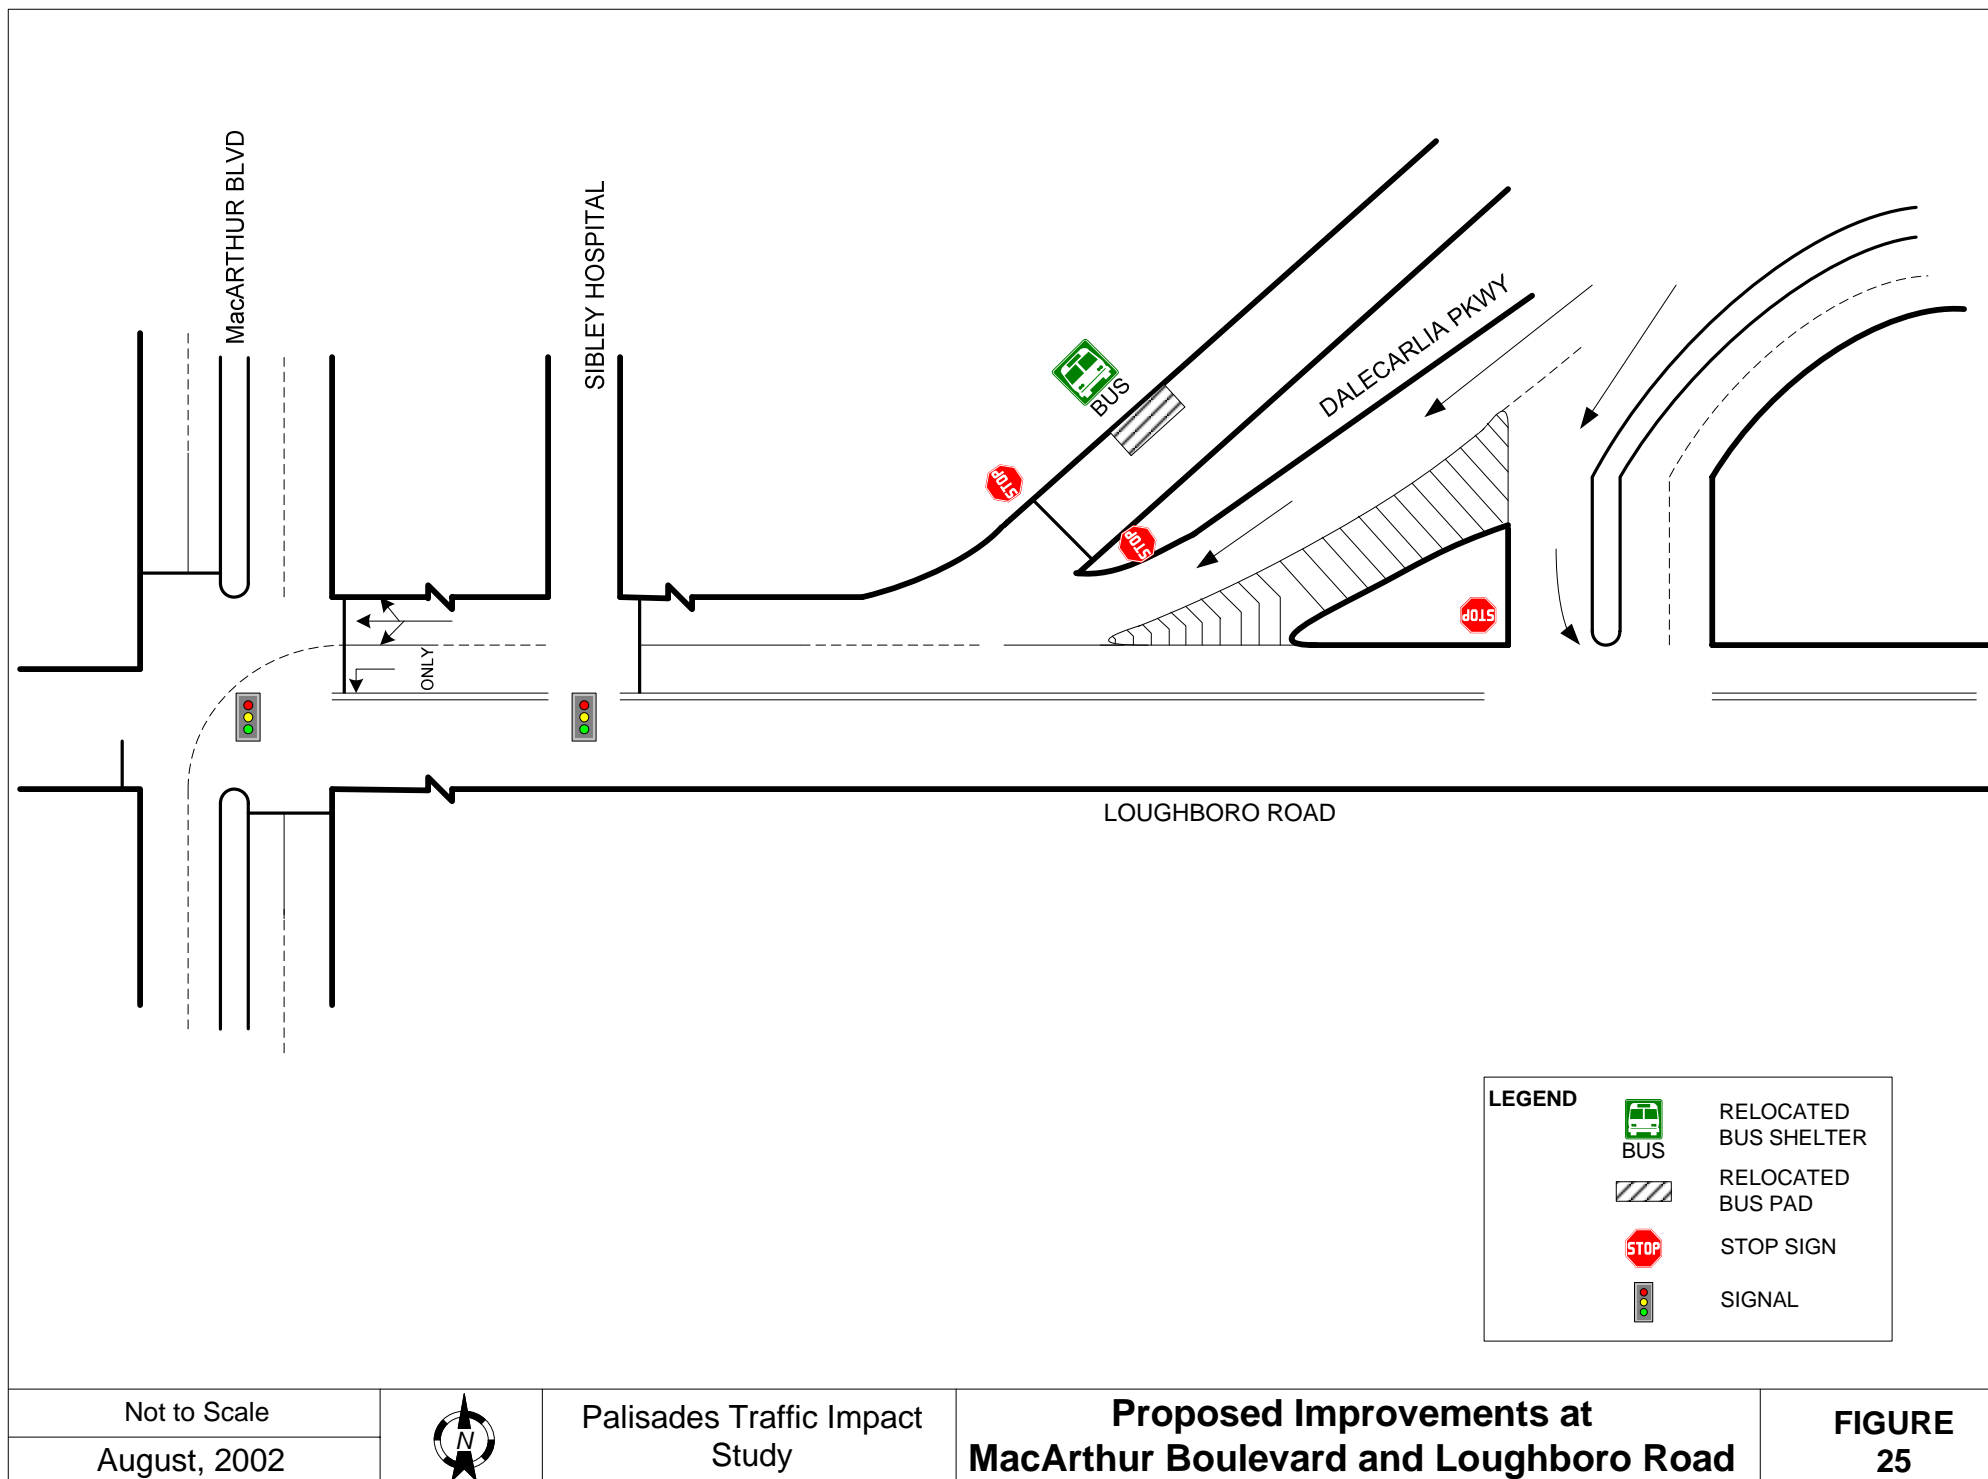 MacARTHUR BLVD
SIBLEY HOSPITAL
BUS
DALECARLIA PKWY
STOP
STOP
STOP
ONLY
LOUGHBORO ROAD
LEGEND
BUS
RELOCATED
BUS SHELTER
RELOCATED
BUS PAD
STOP
STOP SIGN
SIGNAL
Not to Scale
August, 2002
N
Palisades Traffic Impact
Study
Proposed Improvements at
MacArthur Boulevard and Loughboro Road
FIGURE
25